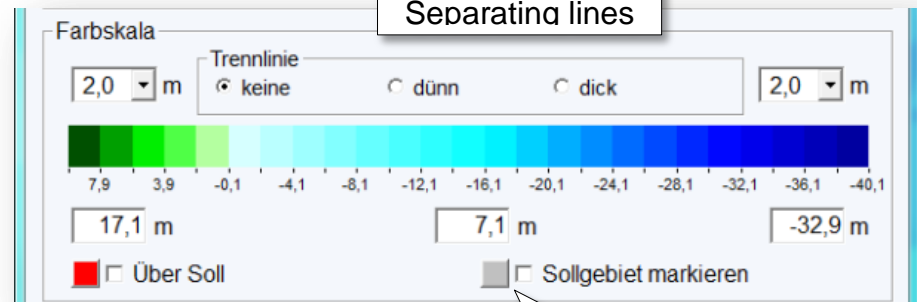 Separating lines
Farbskala
Trennlinie
2,0 m keine dünn dick 2,0 m
7,9 3,9 -0,1 -4,1 -8,1 -12,1 -16,1 -20,1 -24,1 -28,1 -32,1 -36,1 -40,1
17,1 m 7,1 m -32,9 m
Über Soll Sollgebiet markieren